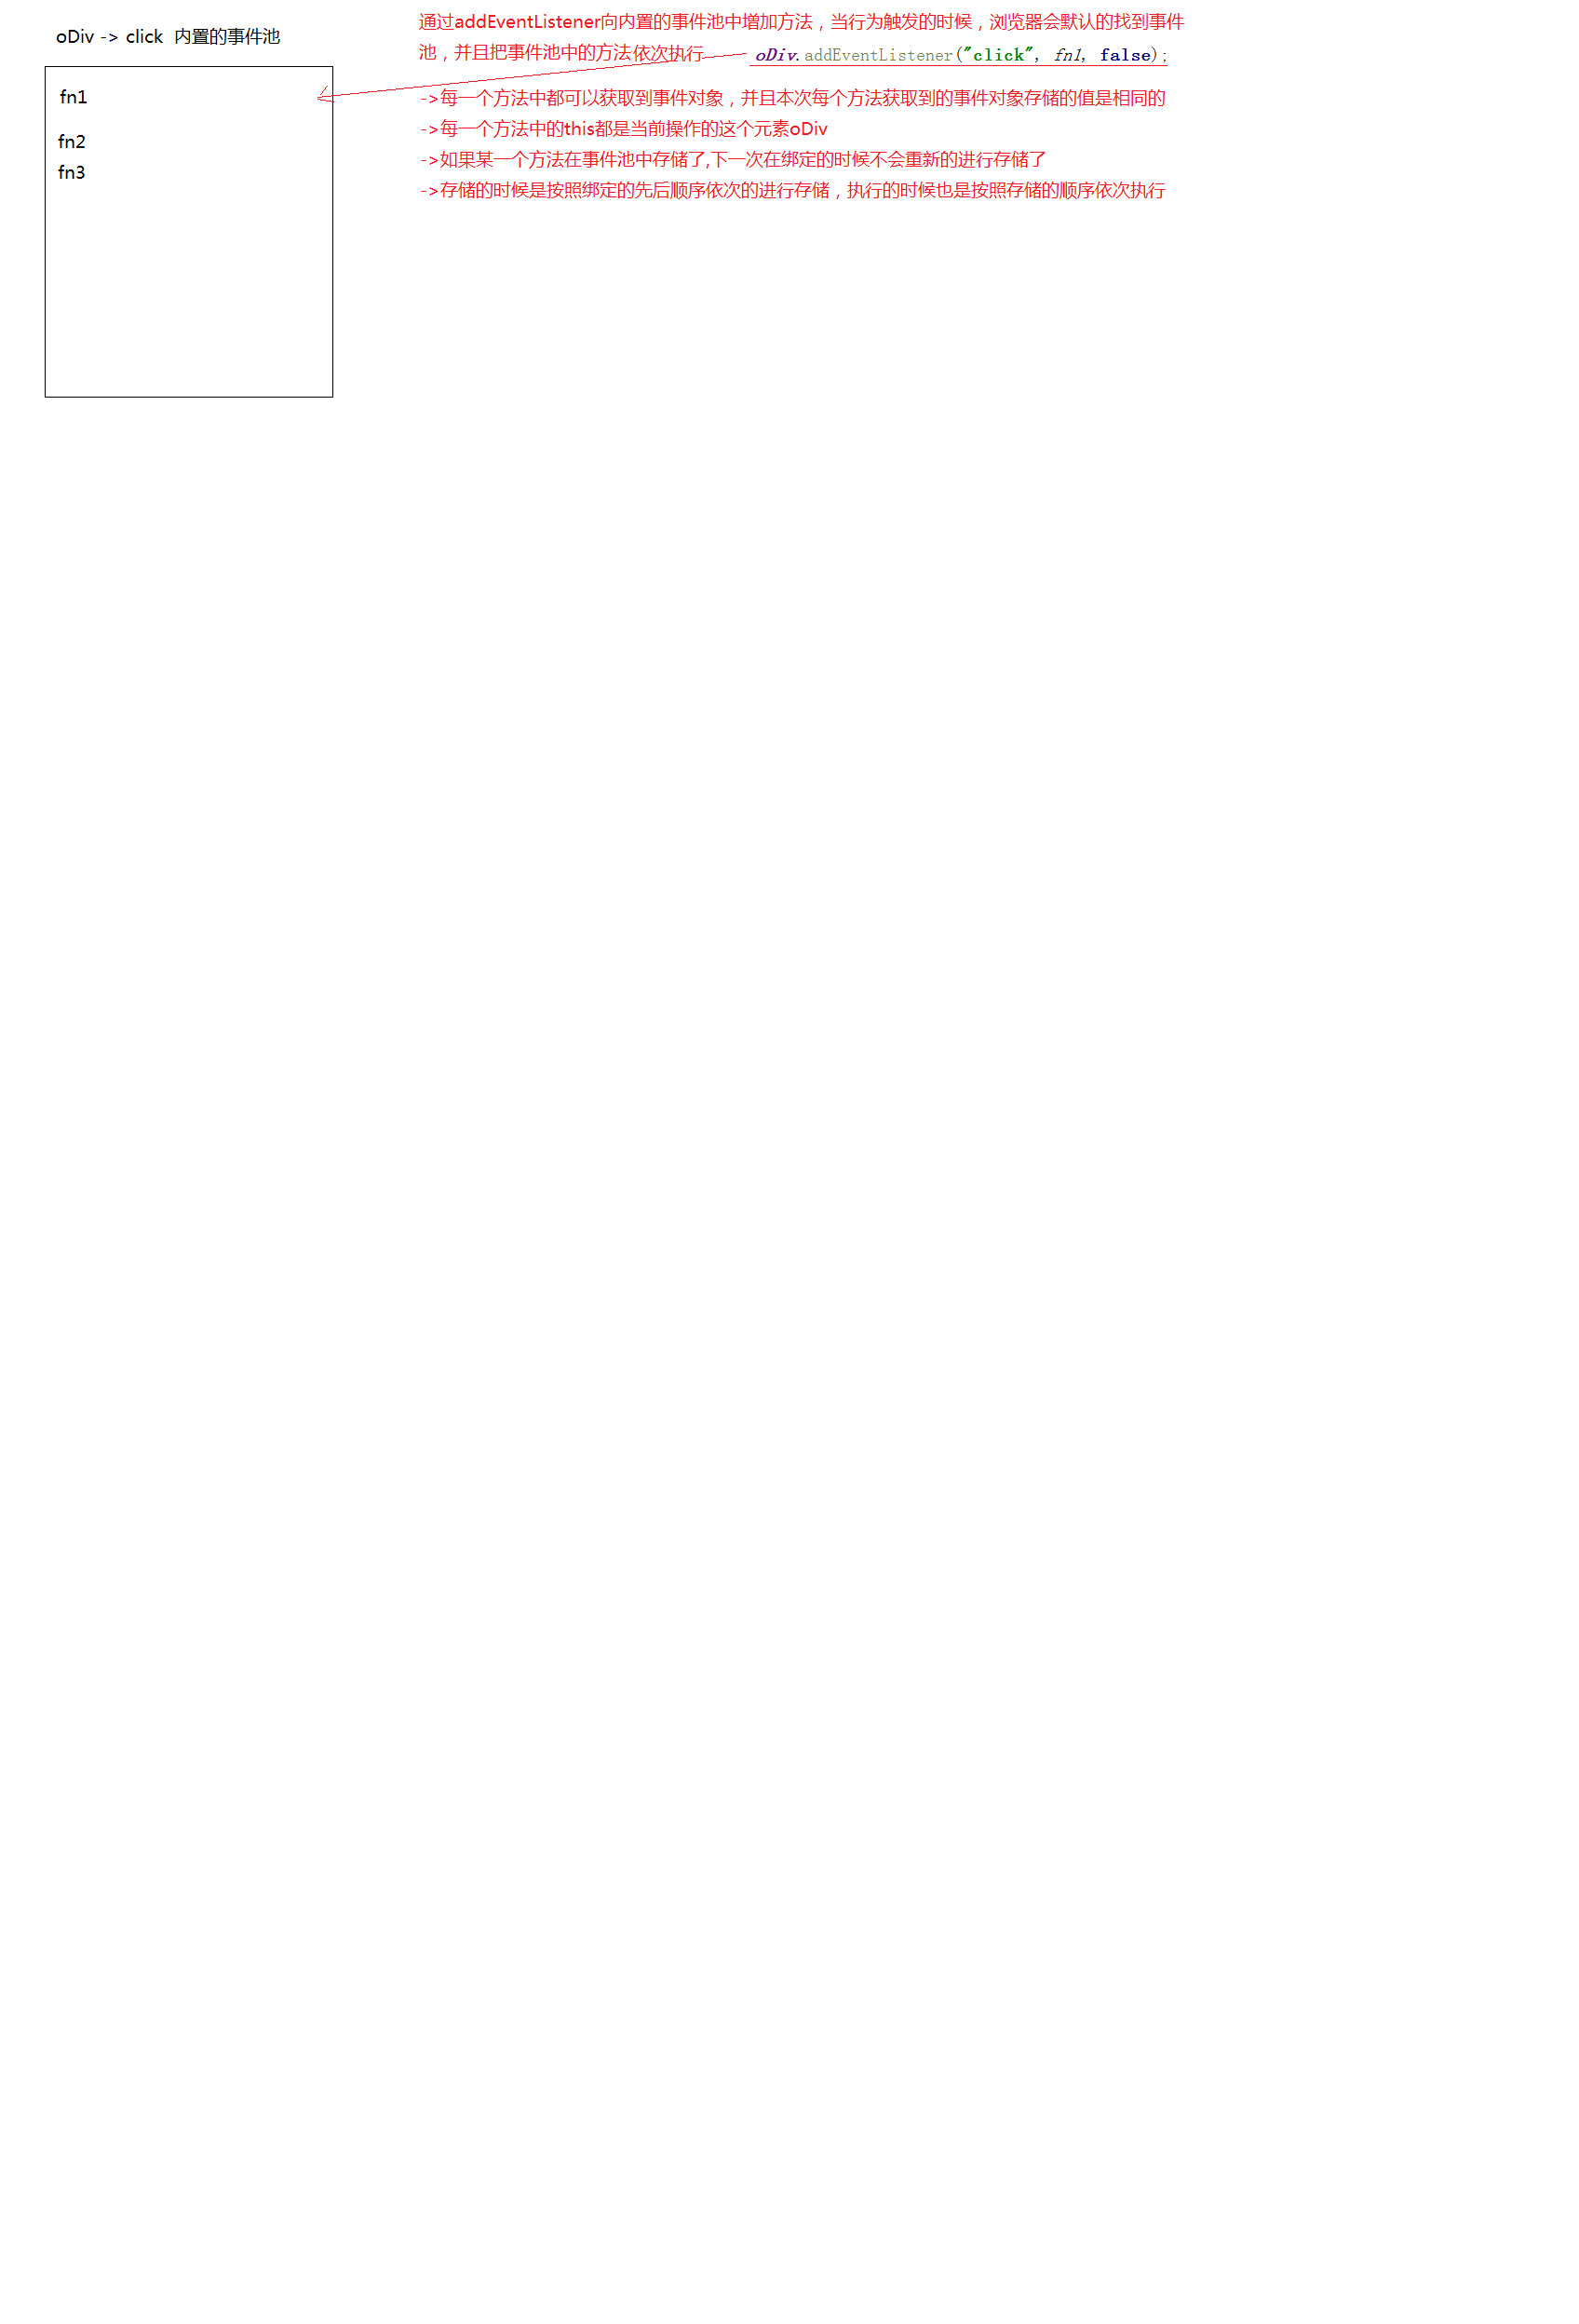 oDiv -> click 内置的事件池
fn1
fn2
fn3
通过addEventListener向内置的事件池中增加方法，当行为触发的时候，浏览器会默认的找到事件
池，并且把事件池中的方法依次执行 oDiv.addEventListener("click", fn1, false);
->每一个方法中都可以获取到事件对象，并且本次每个方法获取到的事件对象存储的值是相同的
->每一个方法中的this都是当前操作的这个元素oDiv
->如果某一个方法在事件池中存储了,下一次在绑定的时候不会重新的进行存储了
->存储的时候是按照绑定的先后顺序依次的进行存储，执行的时候也是按照存储的顺序依次执行